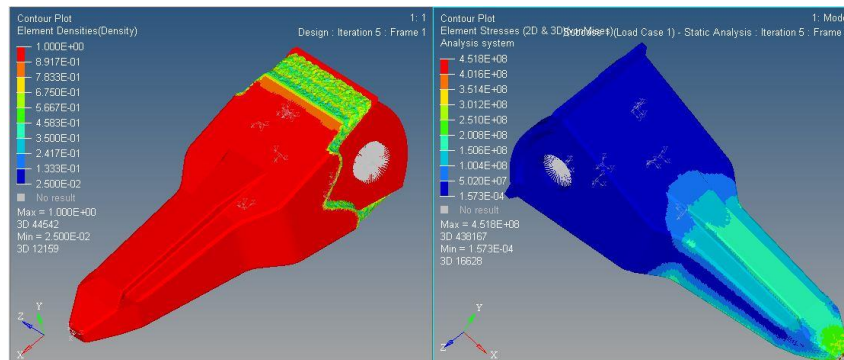 Contour Plot
Element Densities(Density)
1: 1
Design : Iteration 5 : Frame 1
1.000E+00
8.917E-01
7.833E-01
6.750E-01
5.667E-01
4.583E-01
3.500E-01
2.417E-01
1.333E-01
2.500E-02
No result
Max = 1.000E+00
3D 44542
Min = 2.500E-02
3D 12159
Y
Z
X
Contour Plot
1: Mode
Element Stresses (2D & 3D)(vonMises)
Subcase 1 (Load Case 1) - Static Analysis : Iteration 5 : Frame
Analysis system
4.518E+08
4.016E+08
3.514E+08
3.012E+08
2.510E+08
2.008E+08
1.506E+08
1.004E+08
5.020E+07
1.573E-04
No result
Max = 4.518E+08
3D 438167
Min = 1.573E-04
3D 16628
Y
Z
X